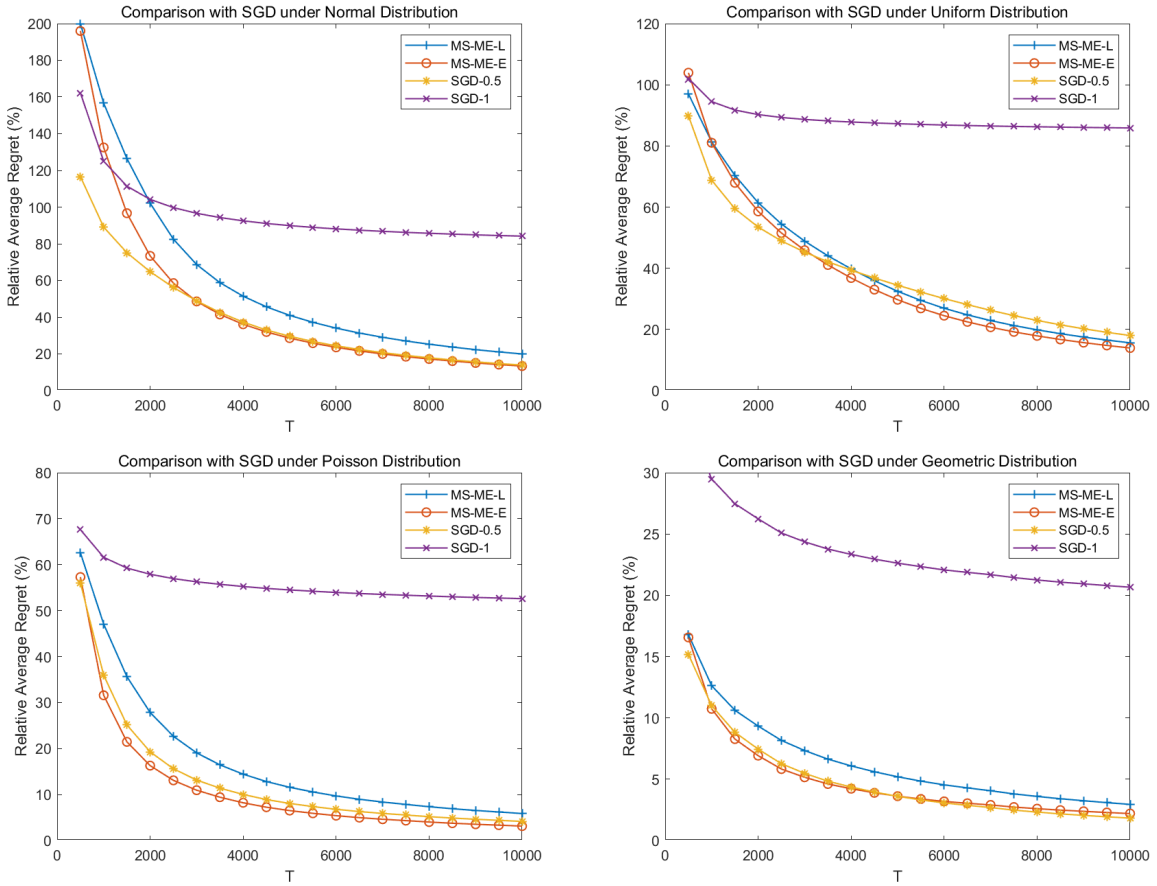 Comparison with SGD under Normal Distribution
200
180
160
140
120
100
80
60
40
20
0
Relative Average Regret (%)
MS-ME-L
MS-ME-E
SGD-0.5
SGD-1
0 2000 4000 6000 8000 10000
T
Comparison with SGD under Uniform Distribution
120
100
80
60
40
20
0
Relative Average Regret (%)
MS-ME-L
MS-ME-E
SGD-0.5
SGD-1
0 2000 4000 6000 8000 10000
T
Comparison with SGD under Poisson Distribution
80
70
60
50
40
30
20
10
0
Relative Average Regret (%)
MS-ME-L
MS-ME-E
SGD-0.5
SGD-1
0 2000 4000 6000 8000 10000
T
Comparison with SGD under Geometric Distribution
30
25
20
15
10
5
0
Relative Average Regret (%)
MS-ME-L
MS-ME-E
SGD-0.5
SGD-1
0 2000 4000 6000 8000 10000
T